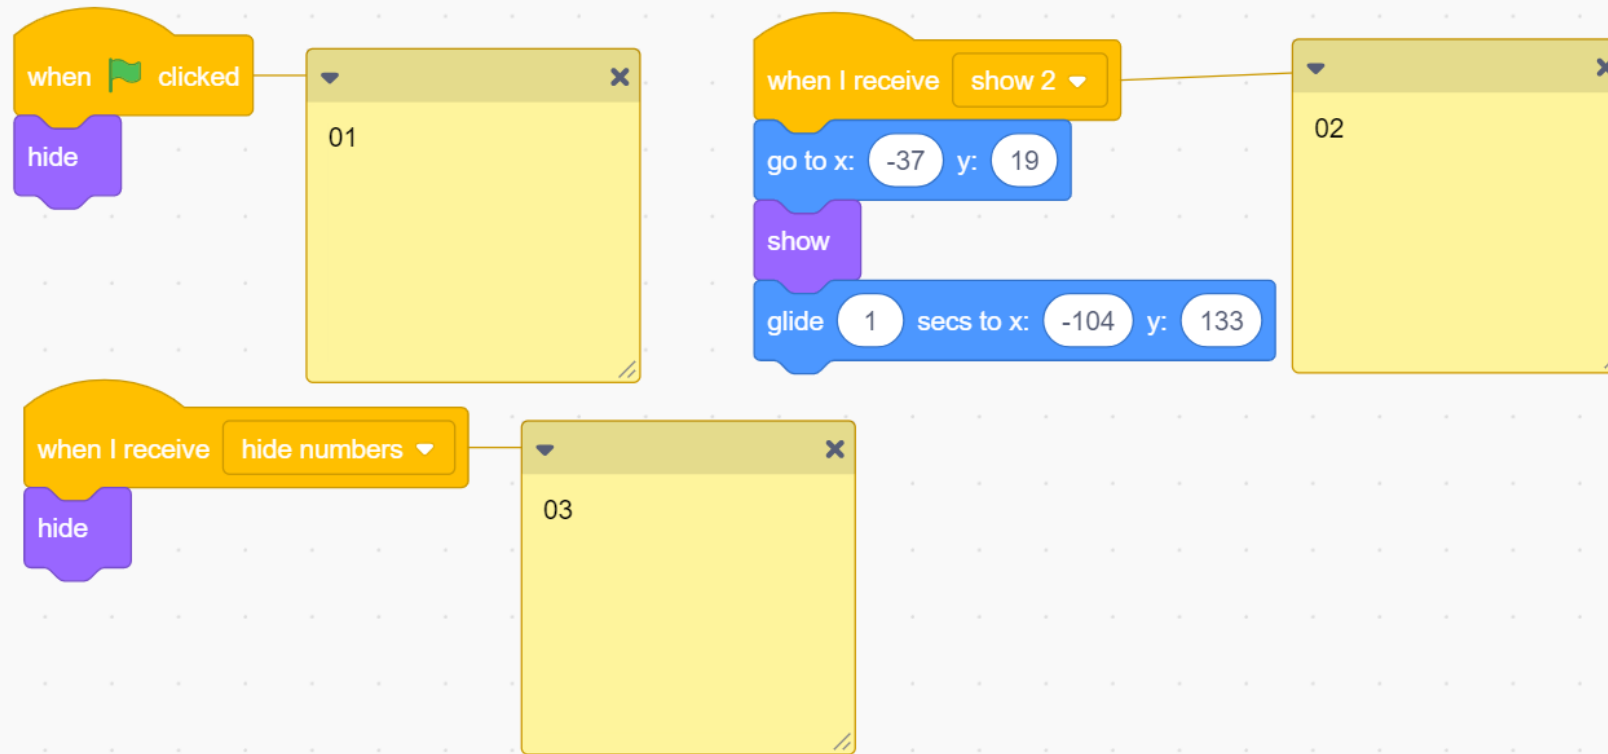 when clicked
hide
01
when I receive show 2
go to x: -37 y: 19
show
glide 1 secs to x: -104 y: 133
02
when I receive hide numbers
hide
03